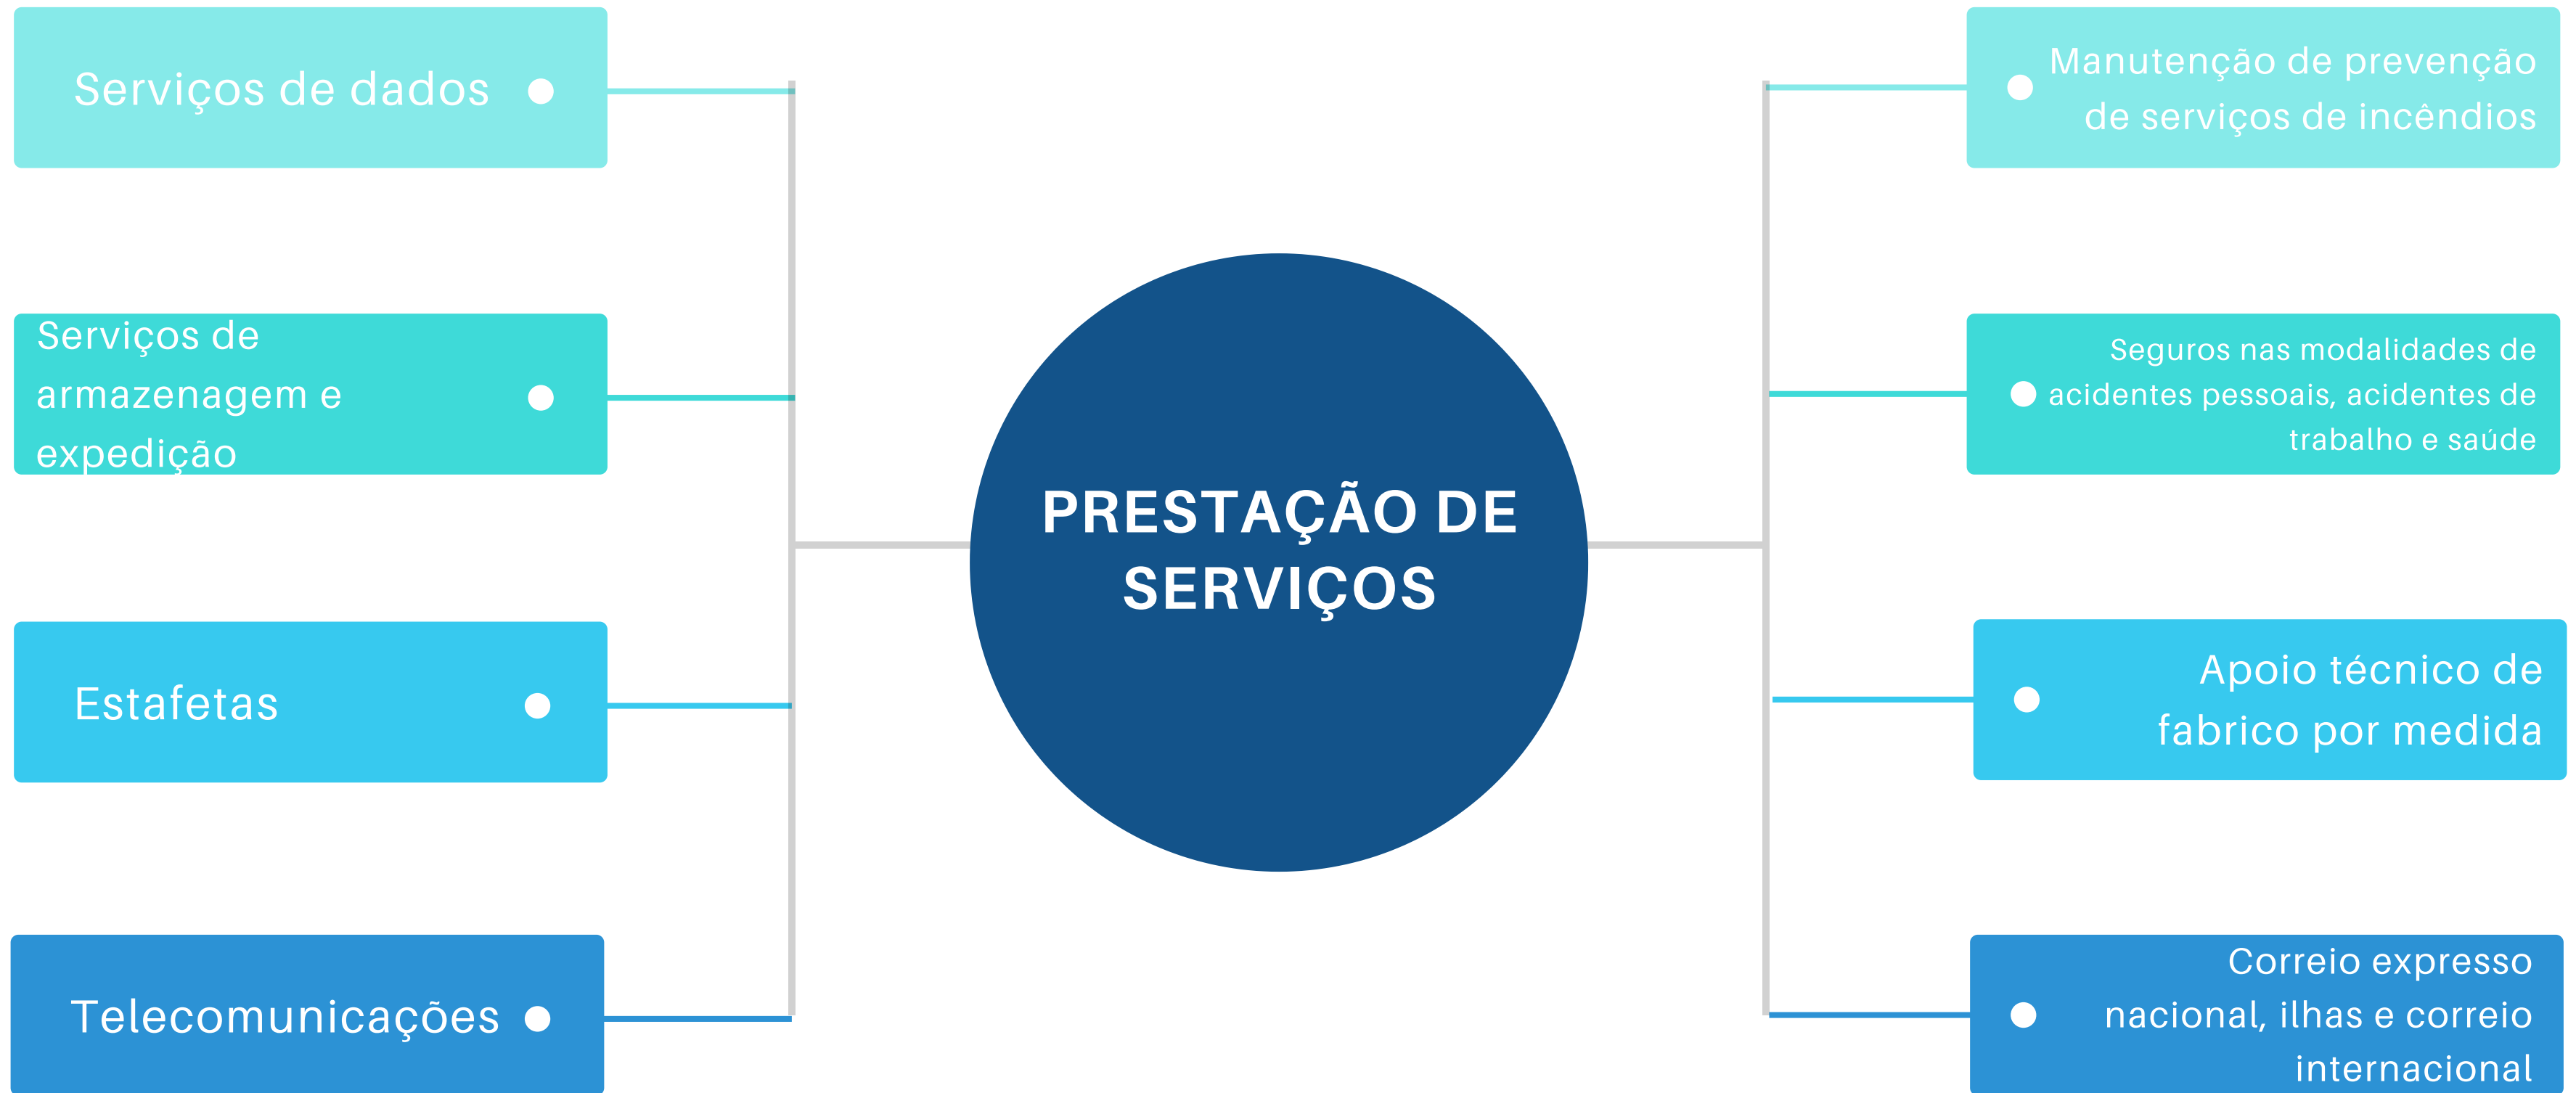 Serviços de dados
Serviços de
armazenagem e
expedição
Estafetas
Telecomunicações
PRESTAÇÃO DE
SERVIÇOS
Manutenção de prevenção
de serviços de incêndios
Seguros nas modalidades de
acidentes pessoais, acidentes de
trabalho e saúde
Apoio técnico de
fabrico por medida
Correio expresso
nacional, ilhas e correio
internacional